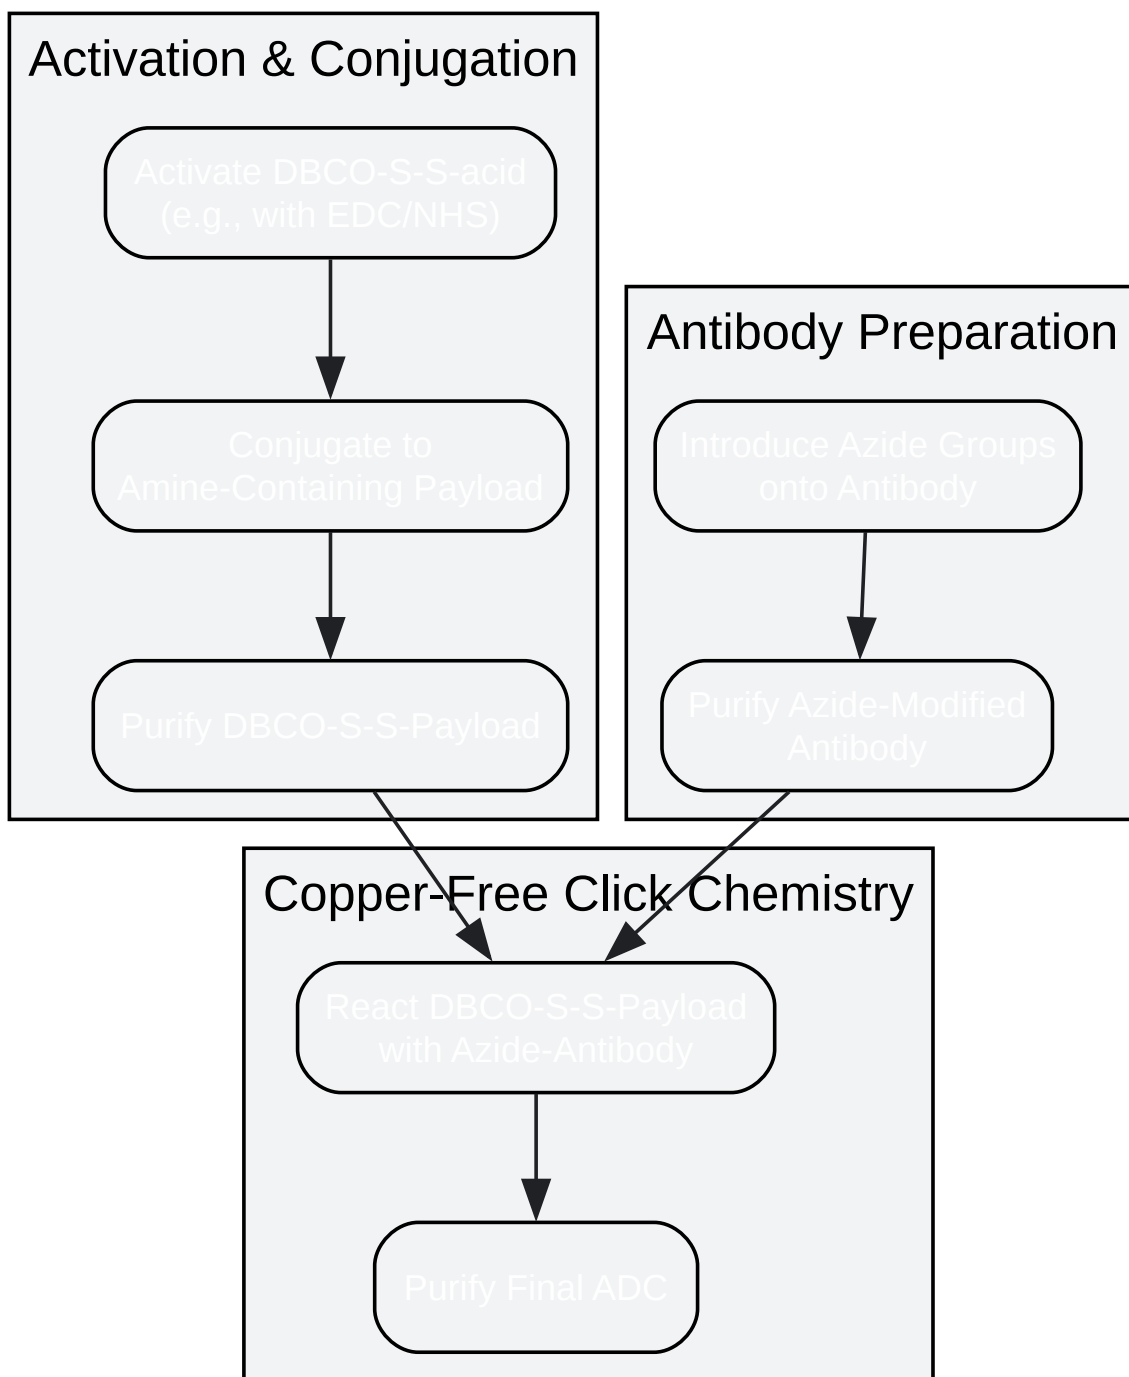 Activation & Conjugation
Activate DBCO-S-S-acid
(e.g., with EDC/NHS)
Conjugate to
Amine-Containing Payload
Purify DBCO-S-S-Payload
Antibody Preparation
Introduce Azide Groups
onto Antibody
Purify Azide-Modified
Antibody
Copper-Free Click Chemistry
React DBCO-S-S-Payload
with Azide-Antibody
Purify Final ADC